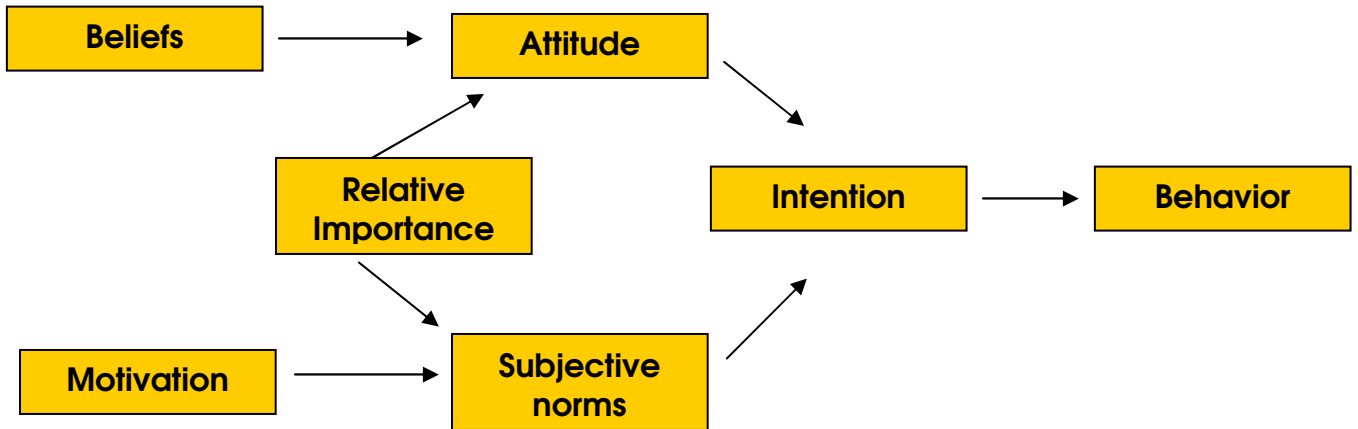 Beliefs
Attitude
Relative
Importance
Intention
Behavior
Motivation
Subjective
norms